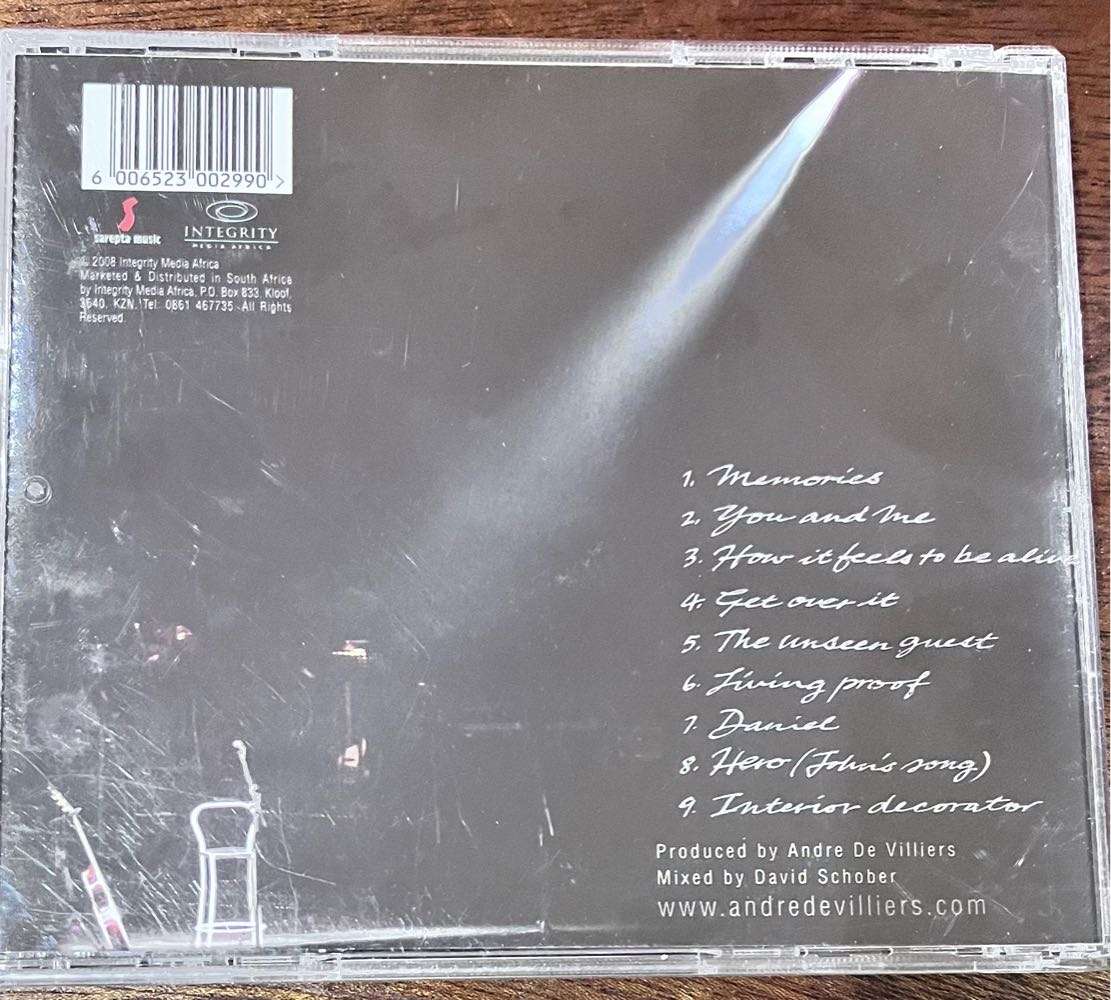 6 006523 002990 >
sarepta music
INTEGRITY
MEDIA AFRICA
© 2008 Integrity Media Africa
Marketed & Distributed in South Africa
by Integrity Media Africa, P.O. Box 833, Kloof,
3640, KZN. Tel: 0861 467735. All Rights
Reserved.
1. Memories
2. You and Me
3. How it feels to be alive
4. Get over it
5. The unseen guest
6. Living proof
7. Daniel
8. Hero (John's song)
9. Interior decorator
Produced by Andre De Villiers
Mixed by David Schober
www.andredevilliers.com